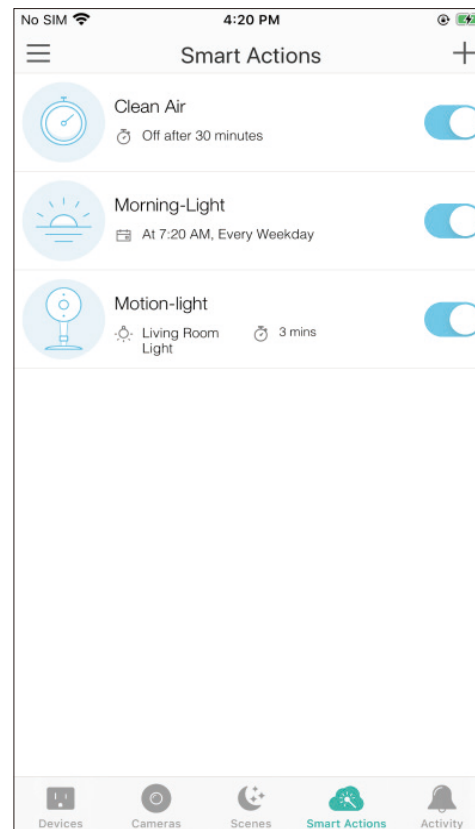 No SIM 4:20 PM
Smart Actions
Clean Air
Off after 30 minutes
Morning-Light
At 7:20 AM, Every Weekday
Motion-light
Living Room 3 mins
Light
Devices Cameras Scenes Smart Actions Activity